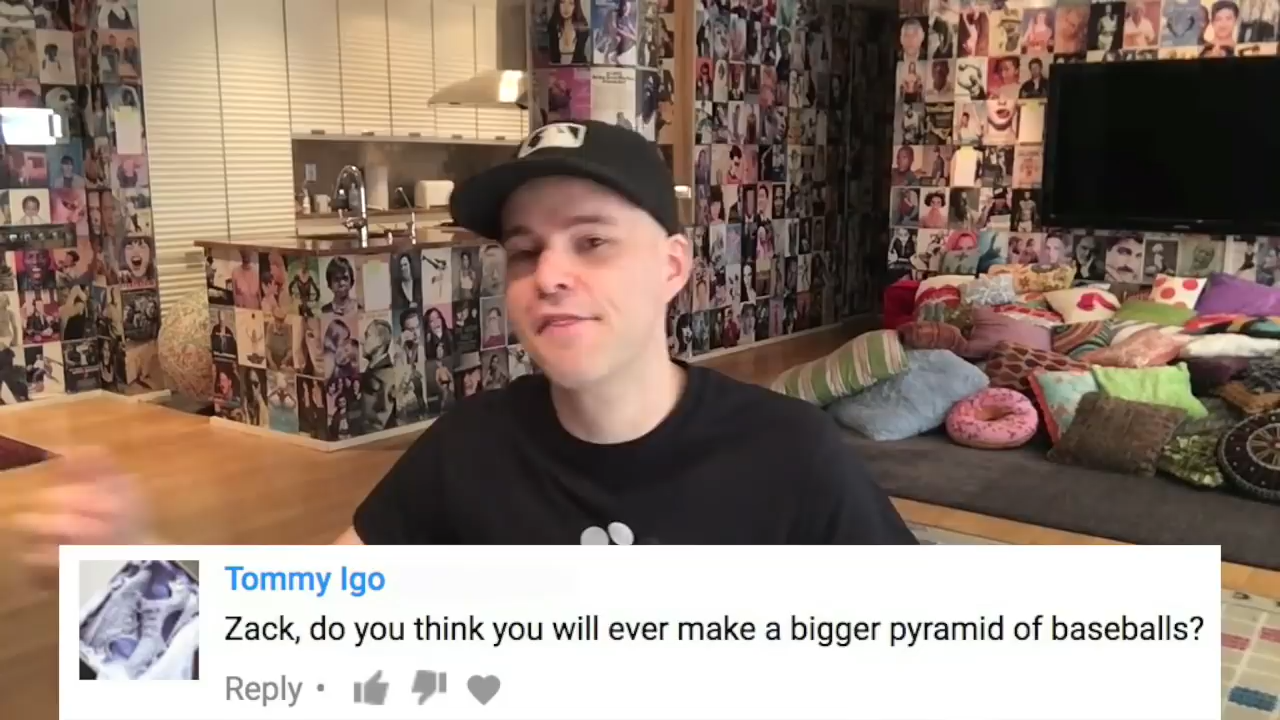 Tommy Igo
Zack, do you think you will ever make a bigger pyramid of baseballs?
Reply •